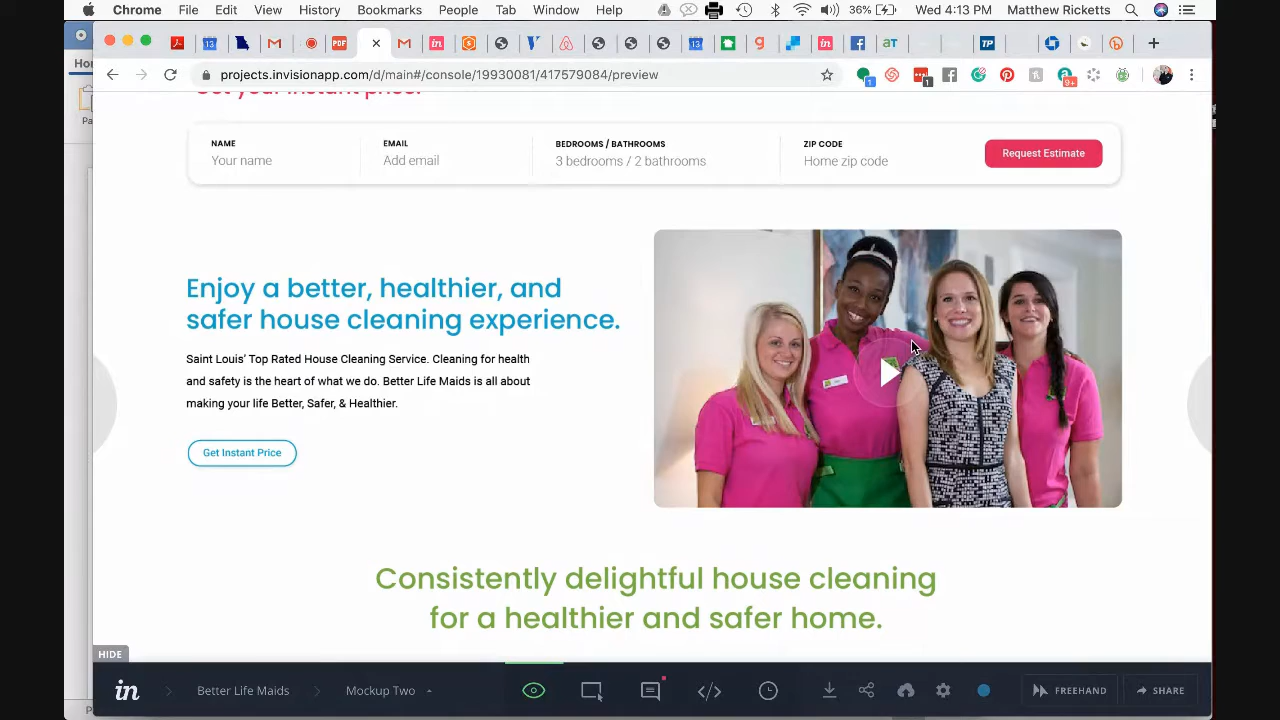 Chrome File Edit View History Bookmarks People Tab Window Help 36% Wed 4:13 PM Matthew Ricketts
projects.invisionapp.com/d/main#/console/19930081/417579084/preview
Get your instant price.
NAME EMAIL BEDROOMS / BATHROOMS ZIP CODE
Your name Add email 3 bedrooms / 2 bathrooms Home zip code Request Estimate
Enjoy a better, healthier, and
safer house cleaning experience.
Saint Louis' Top Rated House Cleaning Service. Cleaning for health
and safety is the heart of what we do. Better Life Maids is all about
making your life Better, Safer, & Healthier.
Get Instant Price
Consistently delightful house cleaning
for a healthier and safer home.
HIDE
in Better Life Maids Mockup Two FREEHAND SHARE